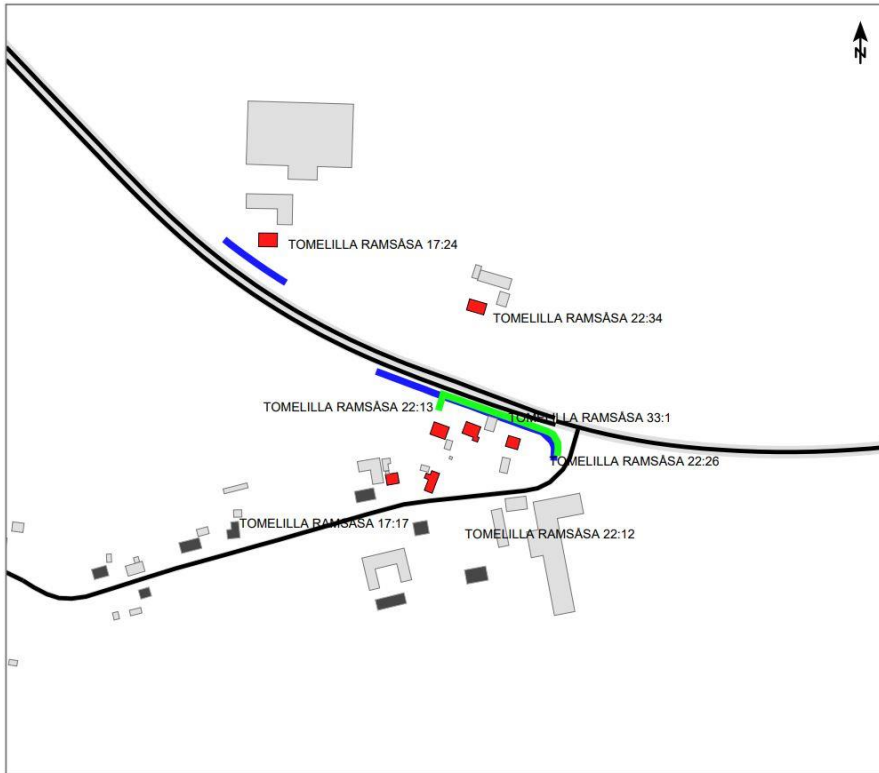 N
TOMELILLA RAMSÅSA 17:24
TOMELILLA RAMSÅSA 22:34
TOMELILLA RAMSÅSA 22:13
TOMELILLA RAMSÅSA 33:1
TOMELILLA RAMSÅSA 22:26
TOMELILLA RAMSÅSA 17:17
TOMELILLA RAMSÅSA 22:12